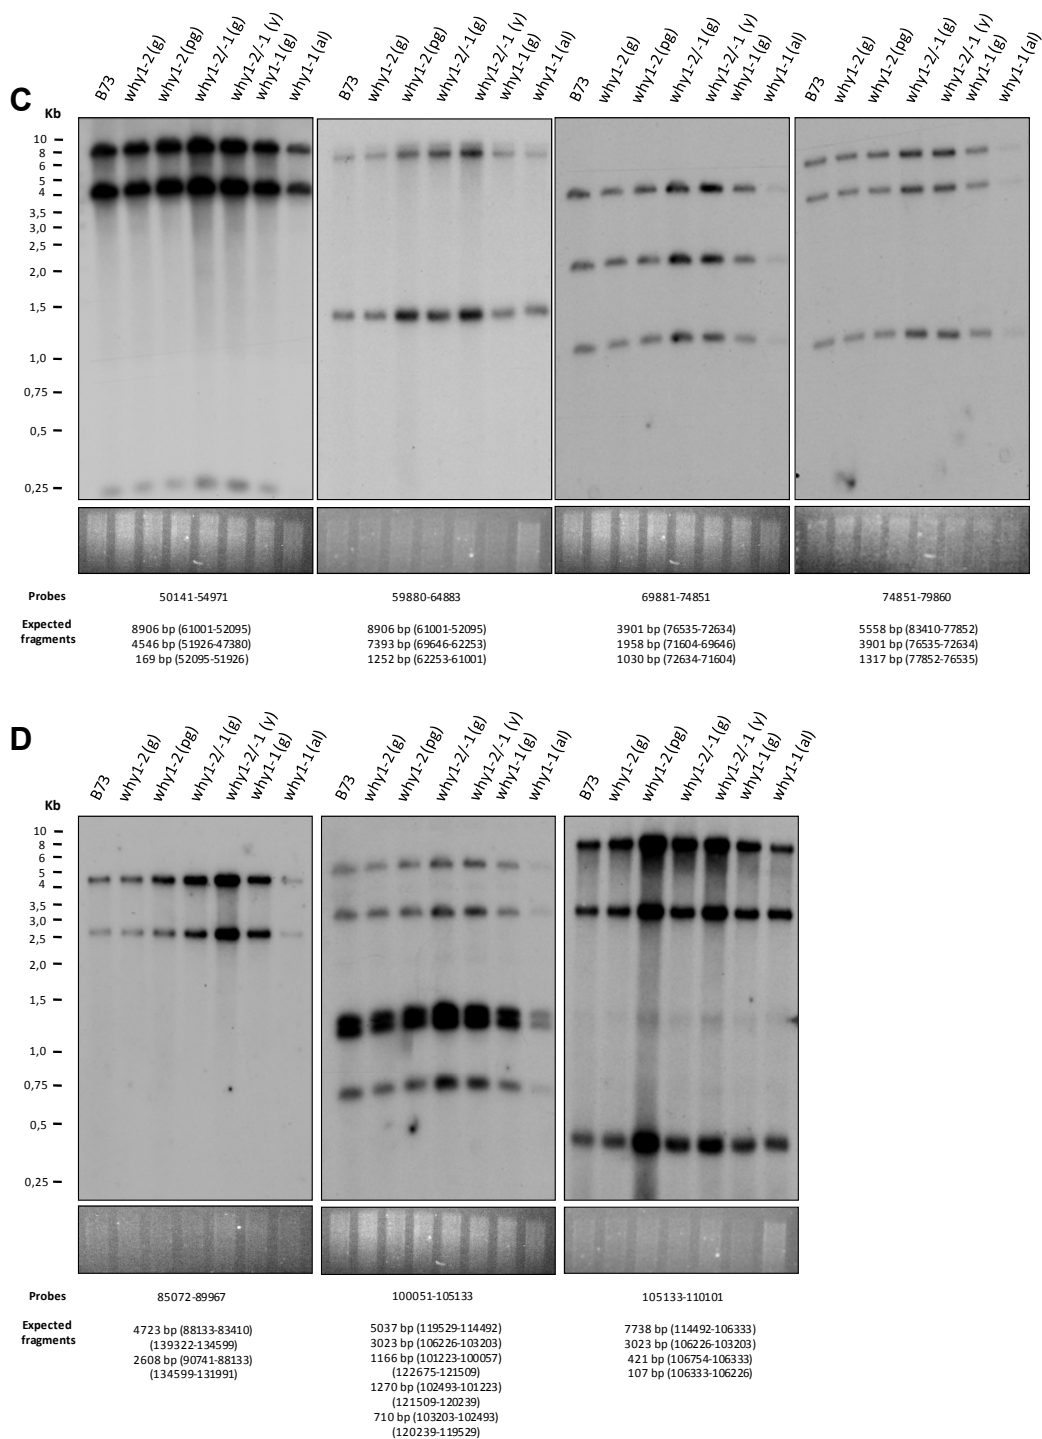 C
B73 why1-2(g) why1-2(pg) why1-2/-1(g) why1-2/-1 (y) why1-1(g) why1-1(al)
B73 why1-2(g) why1-2(pg) why1-2/-1(g) why1-2/-1 (y) why1-1(g) why1-1(al)
B73 why1-2(g) why1-2(pg) why1-2/-1(g) why1-2/-1 (y) why1-1(g) why1-1(al)
B73 why1-2(g) why1-2(pg) why1-2/-1(g) why1-2/-1 (y) why1-1(g) why1-1(al)
Kb
10
8
6
5
4
3,5
3,0
2,5
2,0
1,5
1,0
0,75
0,5
0,25
Probes 50141-54971 59880-64883 69881-74851 74851-79860
Expected fragments
8906 bp (61001-52095)
4546 bp (51926-47380)
169 bp (52095-51926)
8906 bp (61001-52095)
7393 bp (69646-62253)
1252 bp (62253-61001)
3901 bp (76535-72634)
1958 bp (71604-69646)
1030 bp (72634-71604)
5558 bp (83410-77852)
3901 bp (76535-72634)
1317 bp (77852-76535)
D
B73 why1-2(g) why1-2(pg) why1-2/-1(g) why1-2/-1 (y) why1-1(g) why1-1(al)
B73 why1-2(g) why1-2(pg) why1-2/-1(g) why1-2/-1 (y) why1-1(g) why1-1(al)
B73 why1-2(g) why1-2(pg) why1-2/-1(g) why1-2/-1 (y) why1-1(g) why1-1(al)
Kb
10
8
6
5
4
3,5
3,0
2,5
2,0
1,5
1,0
0,75
0,5
0,25
Probes 85072-89967 100051-105133 105133-110101
Expected fragments
4723 bp (88133-83410)
(139322-134599)
2608 bp (90741-88133)
(134599-131991)
5037 bp (119529-114492)
3023 bp (106226-103203)
1166 bp (101223-100057)
(122675-121509)
1270 bp (102493-101223)
(121509-120239)
710 bp (103203-102493)
(120239-119529)
7738 bp (114492-106333)
3023 bp (106226-103203)
421 bp (106754-106333)
107 bp (106333-106226)